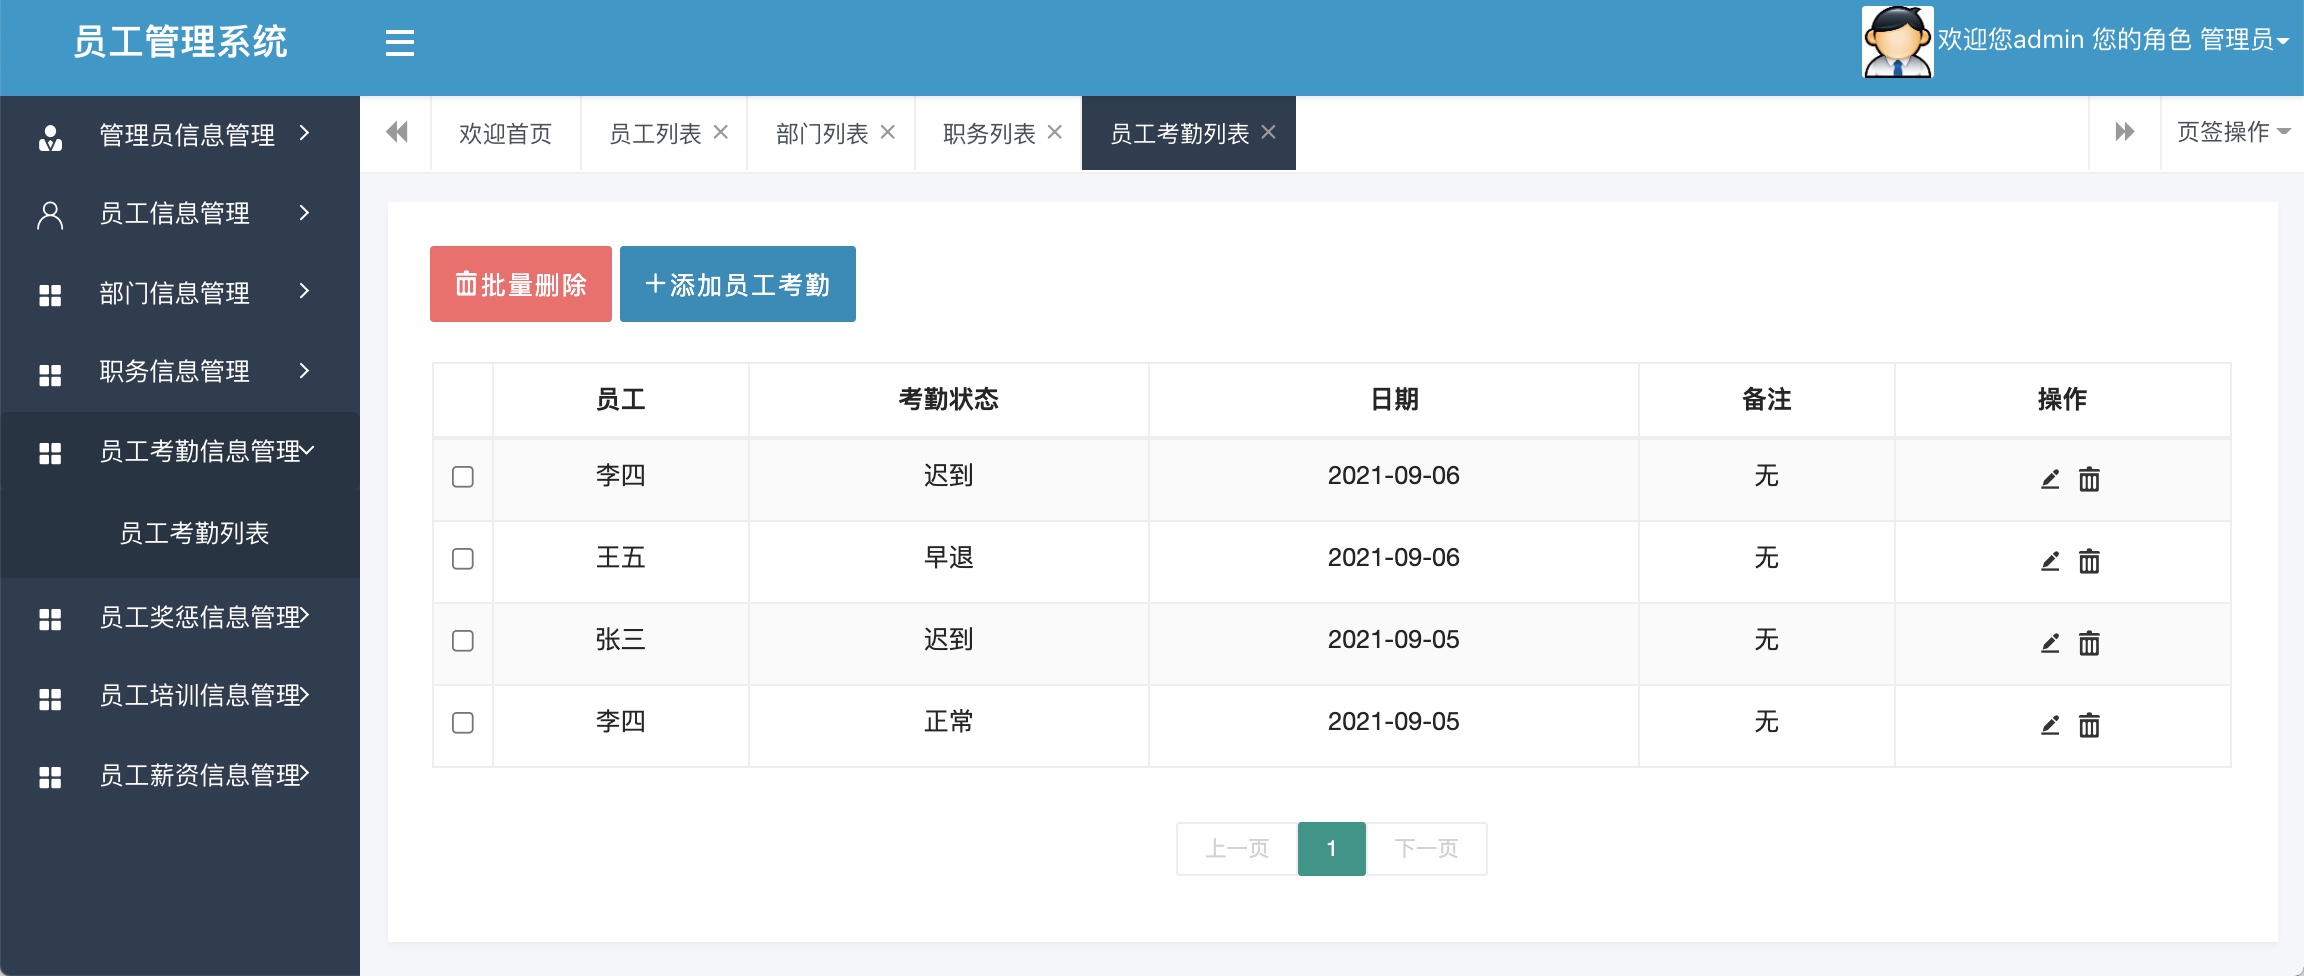 员工管理系统
欢迎您admin 您的角色 管理员
管理员信息管理
员工信息管理
部门信息管理
职务信息管理
员工考勤信息管理
员工考勤列表
员工奖惩信息管理
员工培训信息管理
员工薪资信息管理
欢迎首页 员工列表 部门列表 职务列表 员工考勤列表 页签操作
批量删除 +添加员工考勤
员工 考勤状态 日期 备注 操作
李四 迟到 2021-09-06 无
王五 早退 2021-09-06 无
张三 迟到 2021-09-05 无
李四 正常 2021-09-05 无
上一页 1 下一页